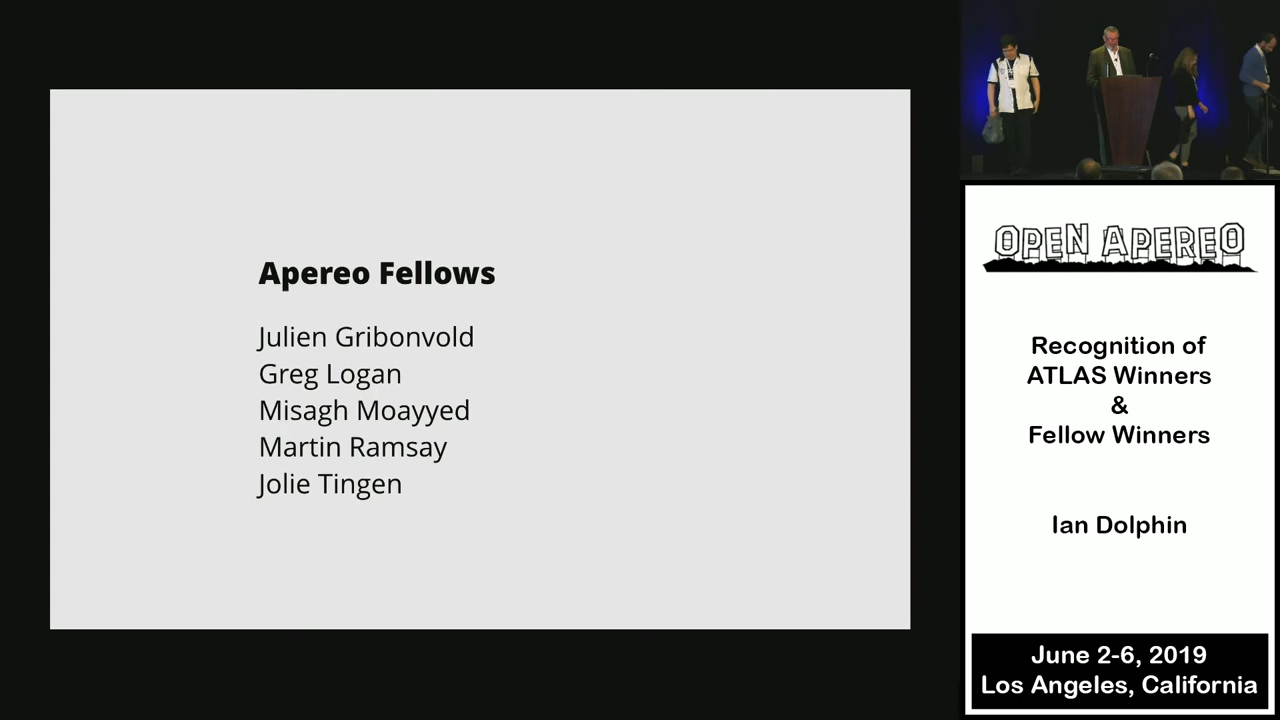 Apereo Fellows
Julien Gribonvold
Greg Logan
Misagh Moayyed
Martin Ramsay
Jolie Tingen
OPEN APEREO
Recognition of
ATLAS Winners
&
Fellow Winners
Ian Dolphin
June 2-6, 2019
Los Angeles, California